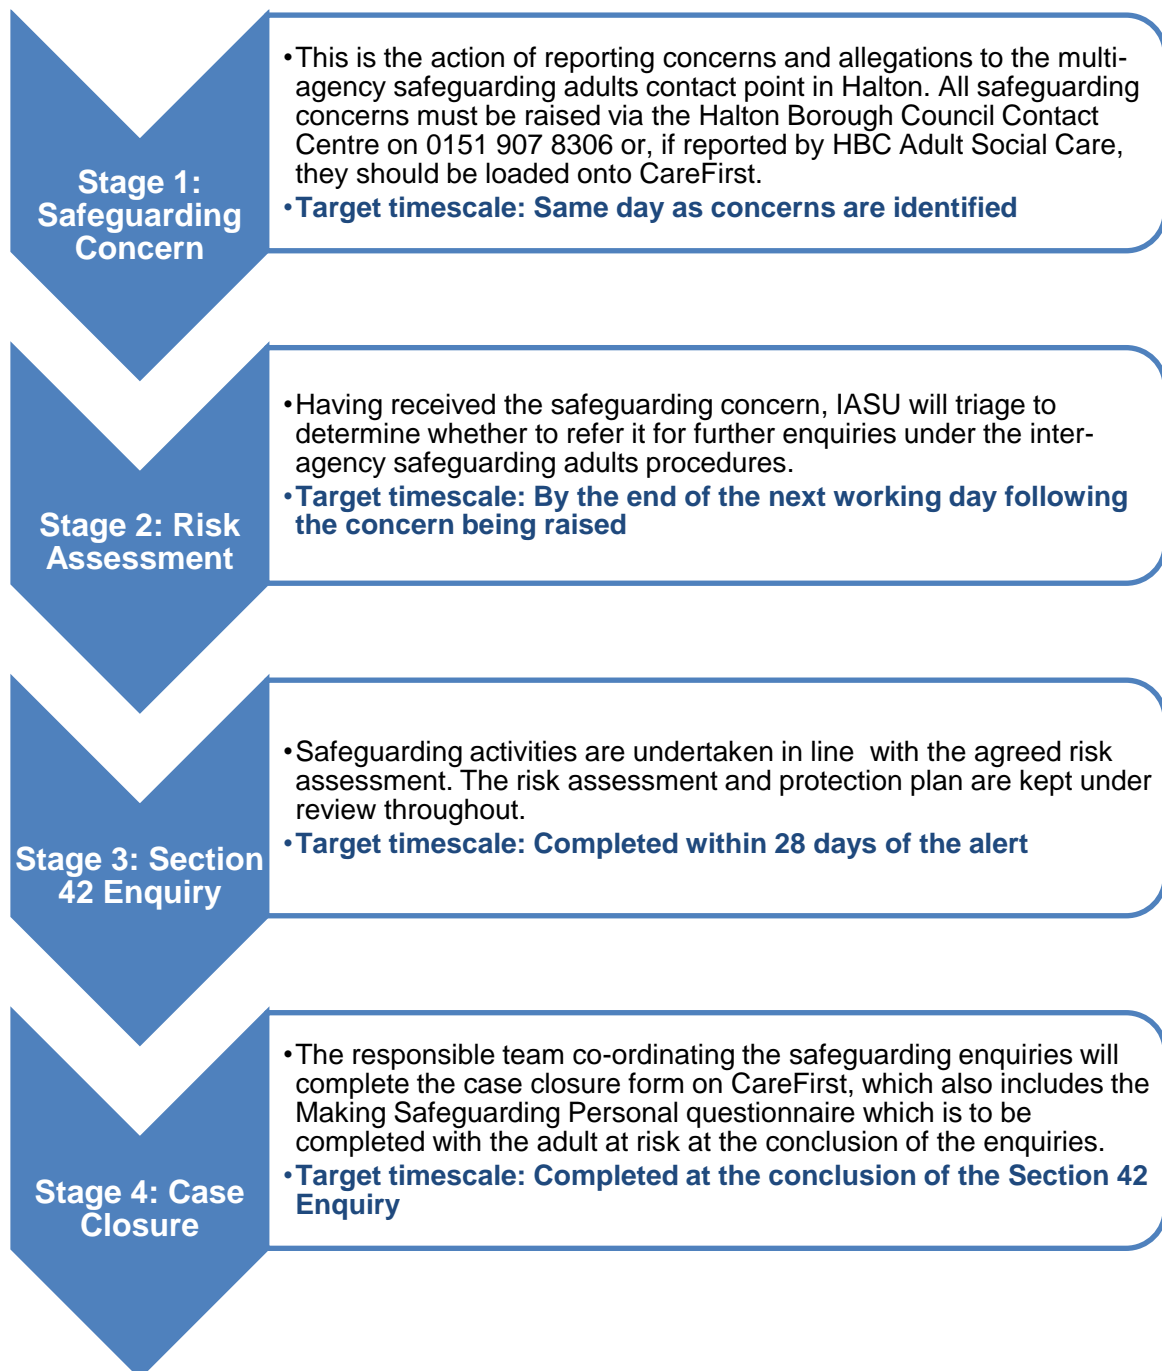 Stage 1:
Safeguarding
Concern
•This is the action of reporting concerns and allegations to the multi-
agency safeguarding adults contact point in Halton. All safeguarding
concerns must be raised via the Halton Borough Council Contact
Centre on 0151 907 8306 or, if reported by HBC Adult Social Care,
they should be loaded onto CareFirst.
•Target timescale: Same day as concerns are identified
Stage 2: Risk
Assessment
•Having received the safeguarding concern, IASU will triage to
determine whether to refer it for further enquiries under the inter-
agency safeguarding adults procedures.
•Target timescale: By the end of the next working day following
the concern being raised
Stage 3: Section
42 Enquiry
•Safeguarding activities are undertaken in line  with the agreed risk
assessment. The risk assessment and protection plan are kept under
review throughout.
•Target timescale: Completed within 28 days of the alert
Stage 4: Case
Closure
•The responsible team co-ordinating the safeguarding enquiries will
complete the case closure form on CareFirst, which also includes the
Making Safeguarding Personal questionnaire which is to be
completed with the adult at risk at the conclusion of the enquiries.
•Target timescale: Completed at the conclusion of the Section 42
Enquiry